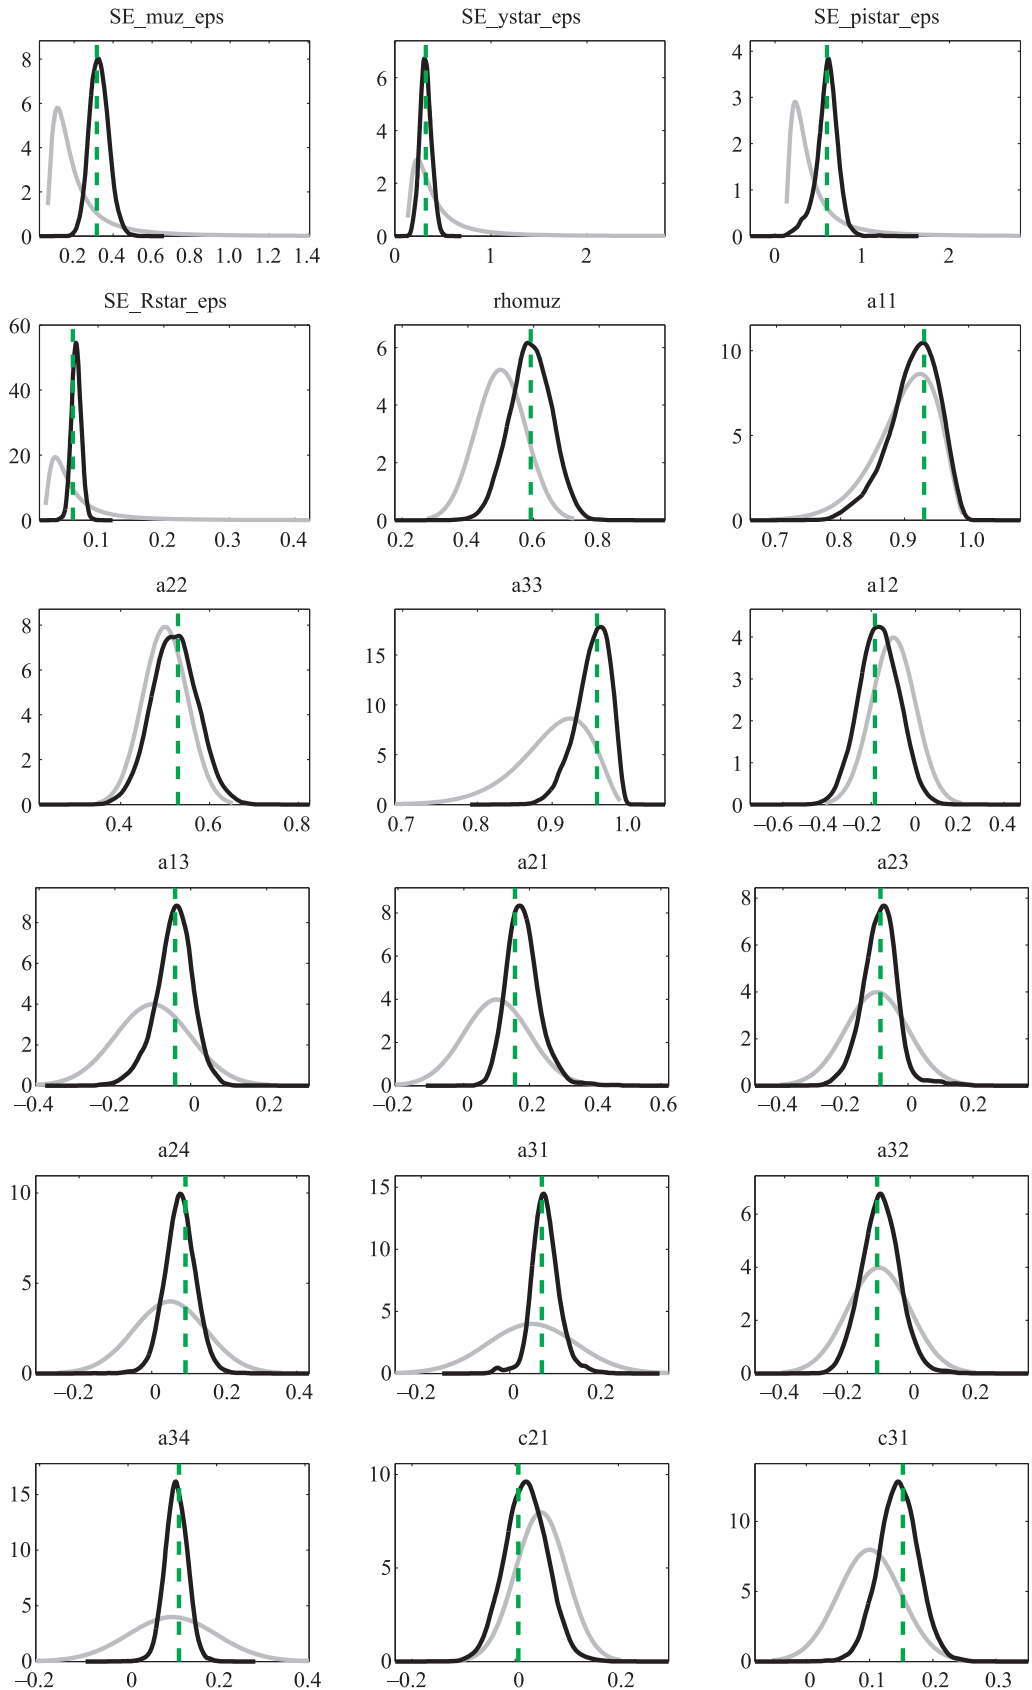 SE_muz_eps SE_ystar_eps SE_pistar_eps
8 6 4 2 0
0.2 0.4 0.6 0.8 1.0 1.2 1.4
6 4 2 0
0 1 2
4 3 2 1 0
0 1 2
SE_Rstar_eps rhomuz a11
60 40 20 0
0.1 0.2 0.3 0.4
6 4 2 0
0.2 0.4 0.6 0.8
10 5 0
0.7 0.8 0.9 1.0
a22 a33 a12
8 6 4 2 0
0.4 0.6 0.8
15 10 5 0
0.7 0.8 0.9 1.0
4 3 2 1 0
−0.6 −0.4 −0.2 0 0.2 0.4
a13 a21 a23
8 6 4 2 0
−0.4 −0.2 0 0.2
8 6 4 2 0
−0.2 0 0.2 0.4 0.6
8 6 4 2 0
−0.4 −0.2 0 0.2
a24 a31 a32
10 5 0
−0.2 0 0.2 0.4
15 10 5 0
−0.2 0 0.2
6 4 2 0
−0.4 −0.2 0 0.2
a34 c21 c31
15 10 5 0
−0.2 0 0.2 0.4
10 5 0
−0.2 0 0.2
10 5 0
0 0.1 0.2 0.3